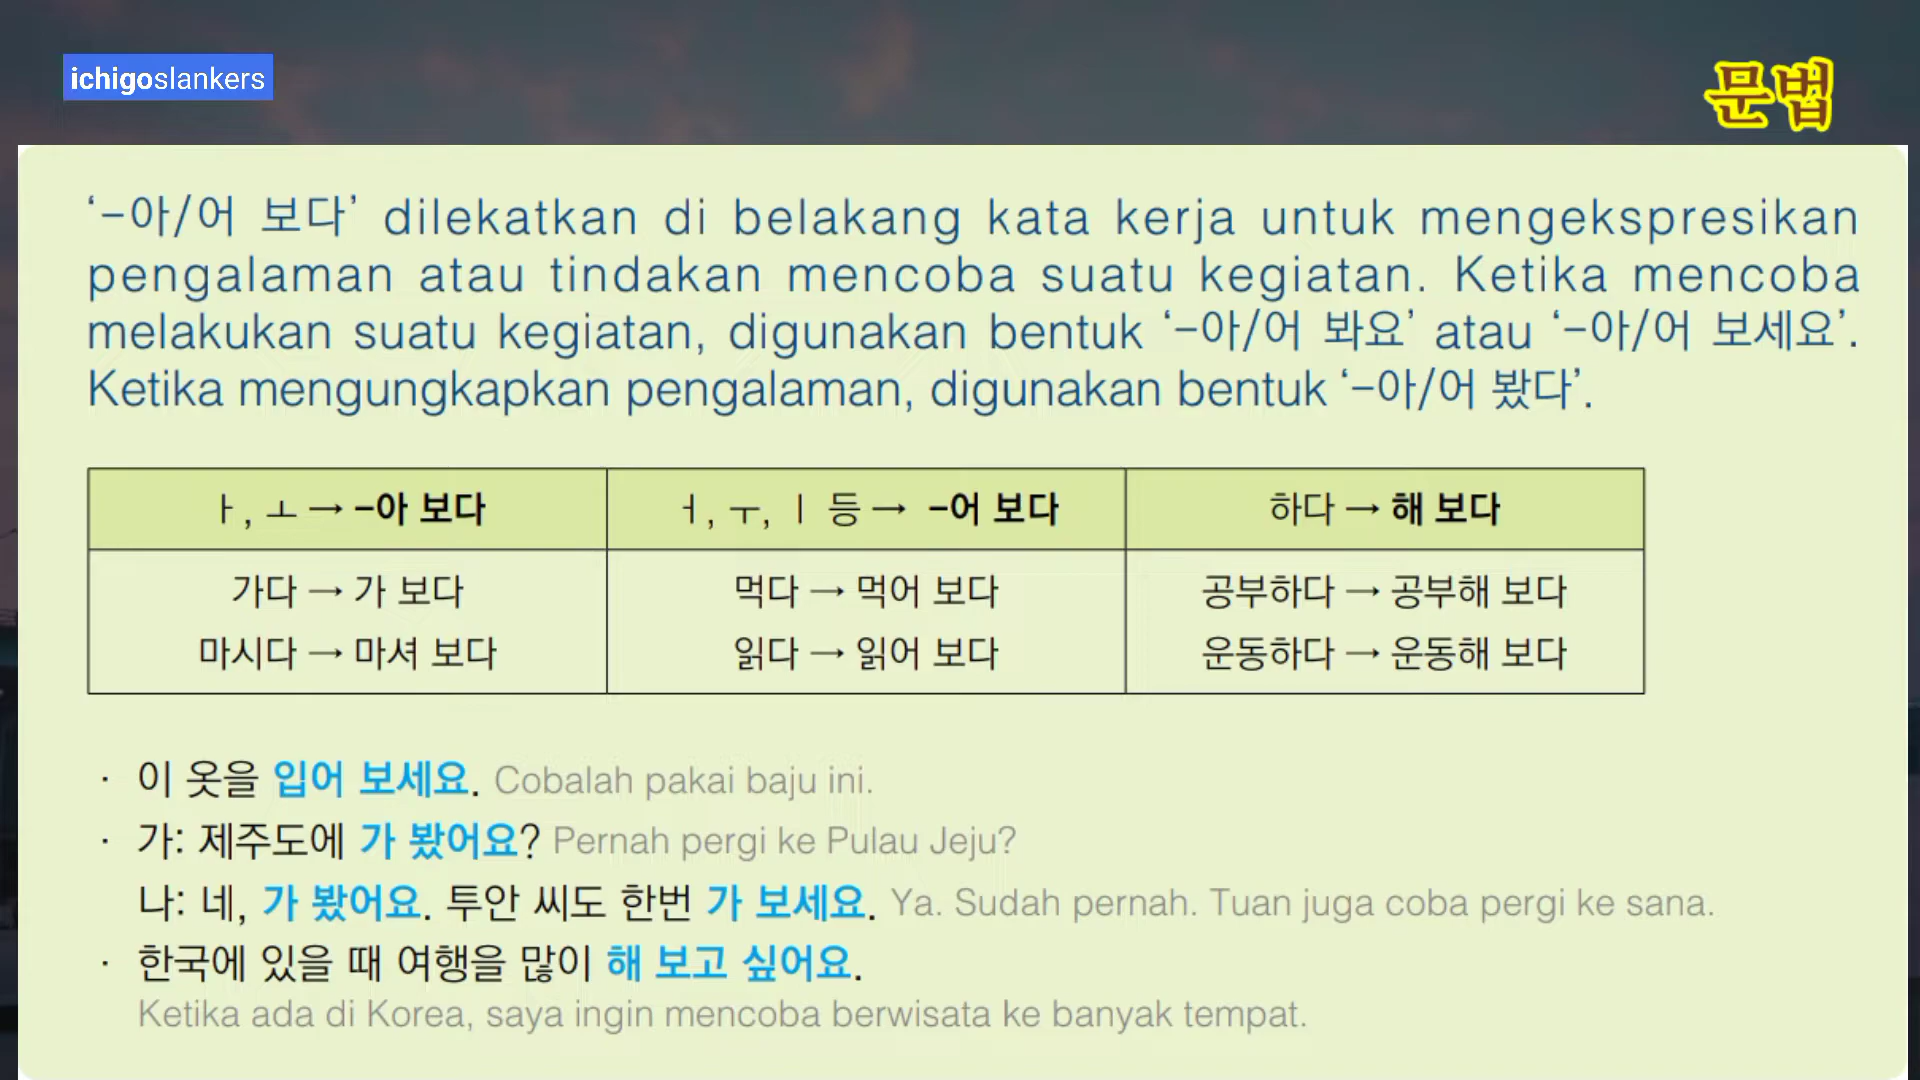 ichigoslankers
문법
‘–아/어 보다’ dilekatkan di belakang kata kerja untuk mengekspresikan
pengalaman atau tindakan mencoba suatu kegiatan. Ketika mencoba
melakukan suatu kegiatan, digunakan bentuk ‘–아/어 봐요’ atau ‘–아/어 보세요’.
Ketika mengungkapkan pengalaman, digunakan bentuk ‘–아/어 봤다’.
ㅏ, ㅗ → –아 보다
ㅓ, ㅜ, ㅣ 등 → –어 보다
하다 → 해 보다
가다 → 가 보다
먹다 → 먹어 보다
공부하다 → 공부해 보다
마시다 → 마셔 보다
읽다 → 읽어 보다
운동하다 → 운동해 보다
· 이 옷을 입어 보세요. Cobalah pakai baju ini.
· 가: 제주도에 가 봤어요? Pernah pergi ke Pulau Jeju?
나: 네, 가 봤어요. 투안 씨도 한번 가 보세요. Ya. Sudah pernah. Tuan juga coba pergi ke sana.
· 한국에 있을 때 여행을 많이 해 보고 싶어요.
Ketika ada di Korea, saya ingin mencoba berwisata ke banyak tempat.